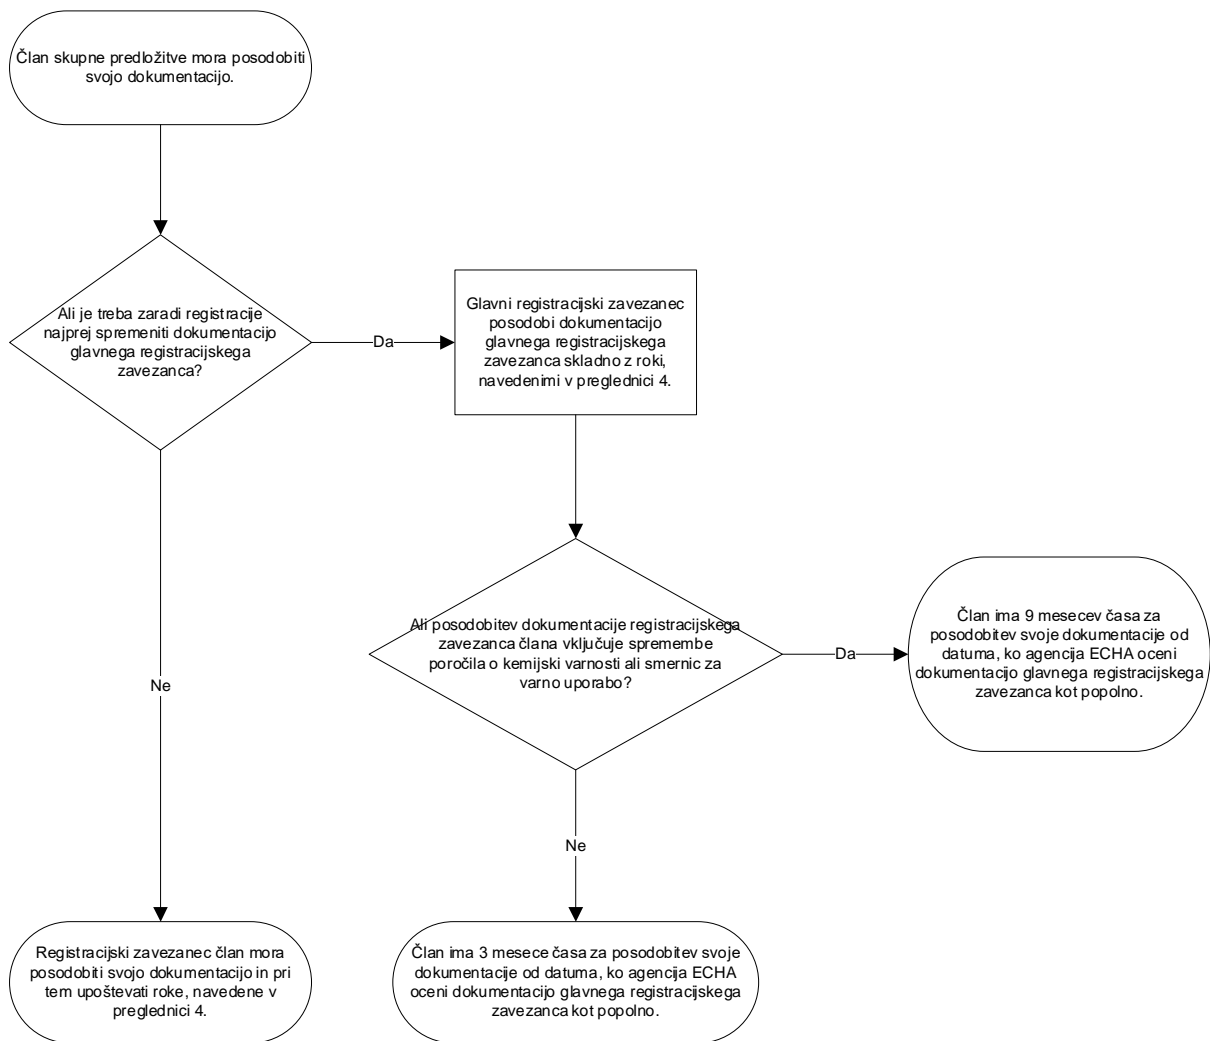 Član skupne predložitve mora posodobiti
svojo dokumentacijo.
Ali je treba zaradi registracije
najprej spremeniti dokumentacijo
glavnega registracijskega
zavezanca?
Da
Glavni registracijski zavezanec
posodobi dokumentacijo
glavnega registracijskega
zavezanca skladno z roki,
navedenimi v preglednici 4.
Ali posodobitev dokumentacije registracijskega
zavezanca člana vključuje spremembe
poročila o kemijski varnosti ali smernic za
varno uporabo?
Da
Član ima 9 mesecev časa za
posodobitev svoje dokumentacije od
datuma, ko agencija ECHA oceni
dokumentacijo glavnega registracijskega
zavezanca kot popolno.
Ne
Ne
Registracijski zavezanec član mora
posodobiti svojo dokumentacijo in pri
tem upoštevati roke, navedene v
preglednici 4.
Član ima 3 mesece časa za posodobitev svoje
dokumentacije od datuma, ko agencija ECHA
oceni dokumentacijo glavnega registracijskega
zavezanca kot popolno.